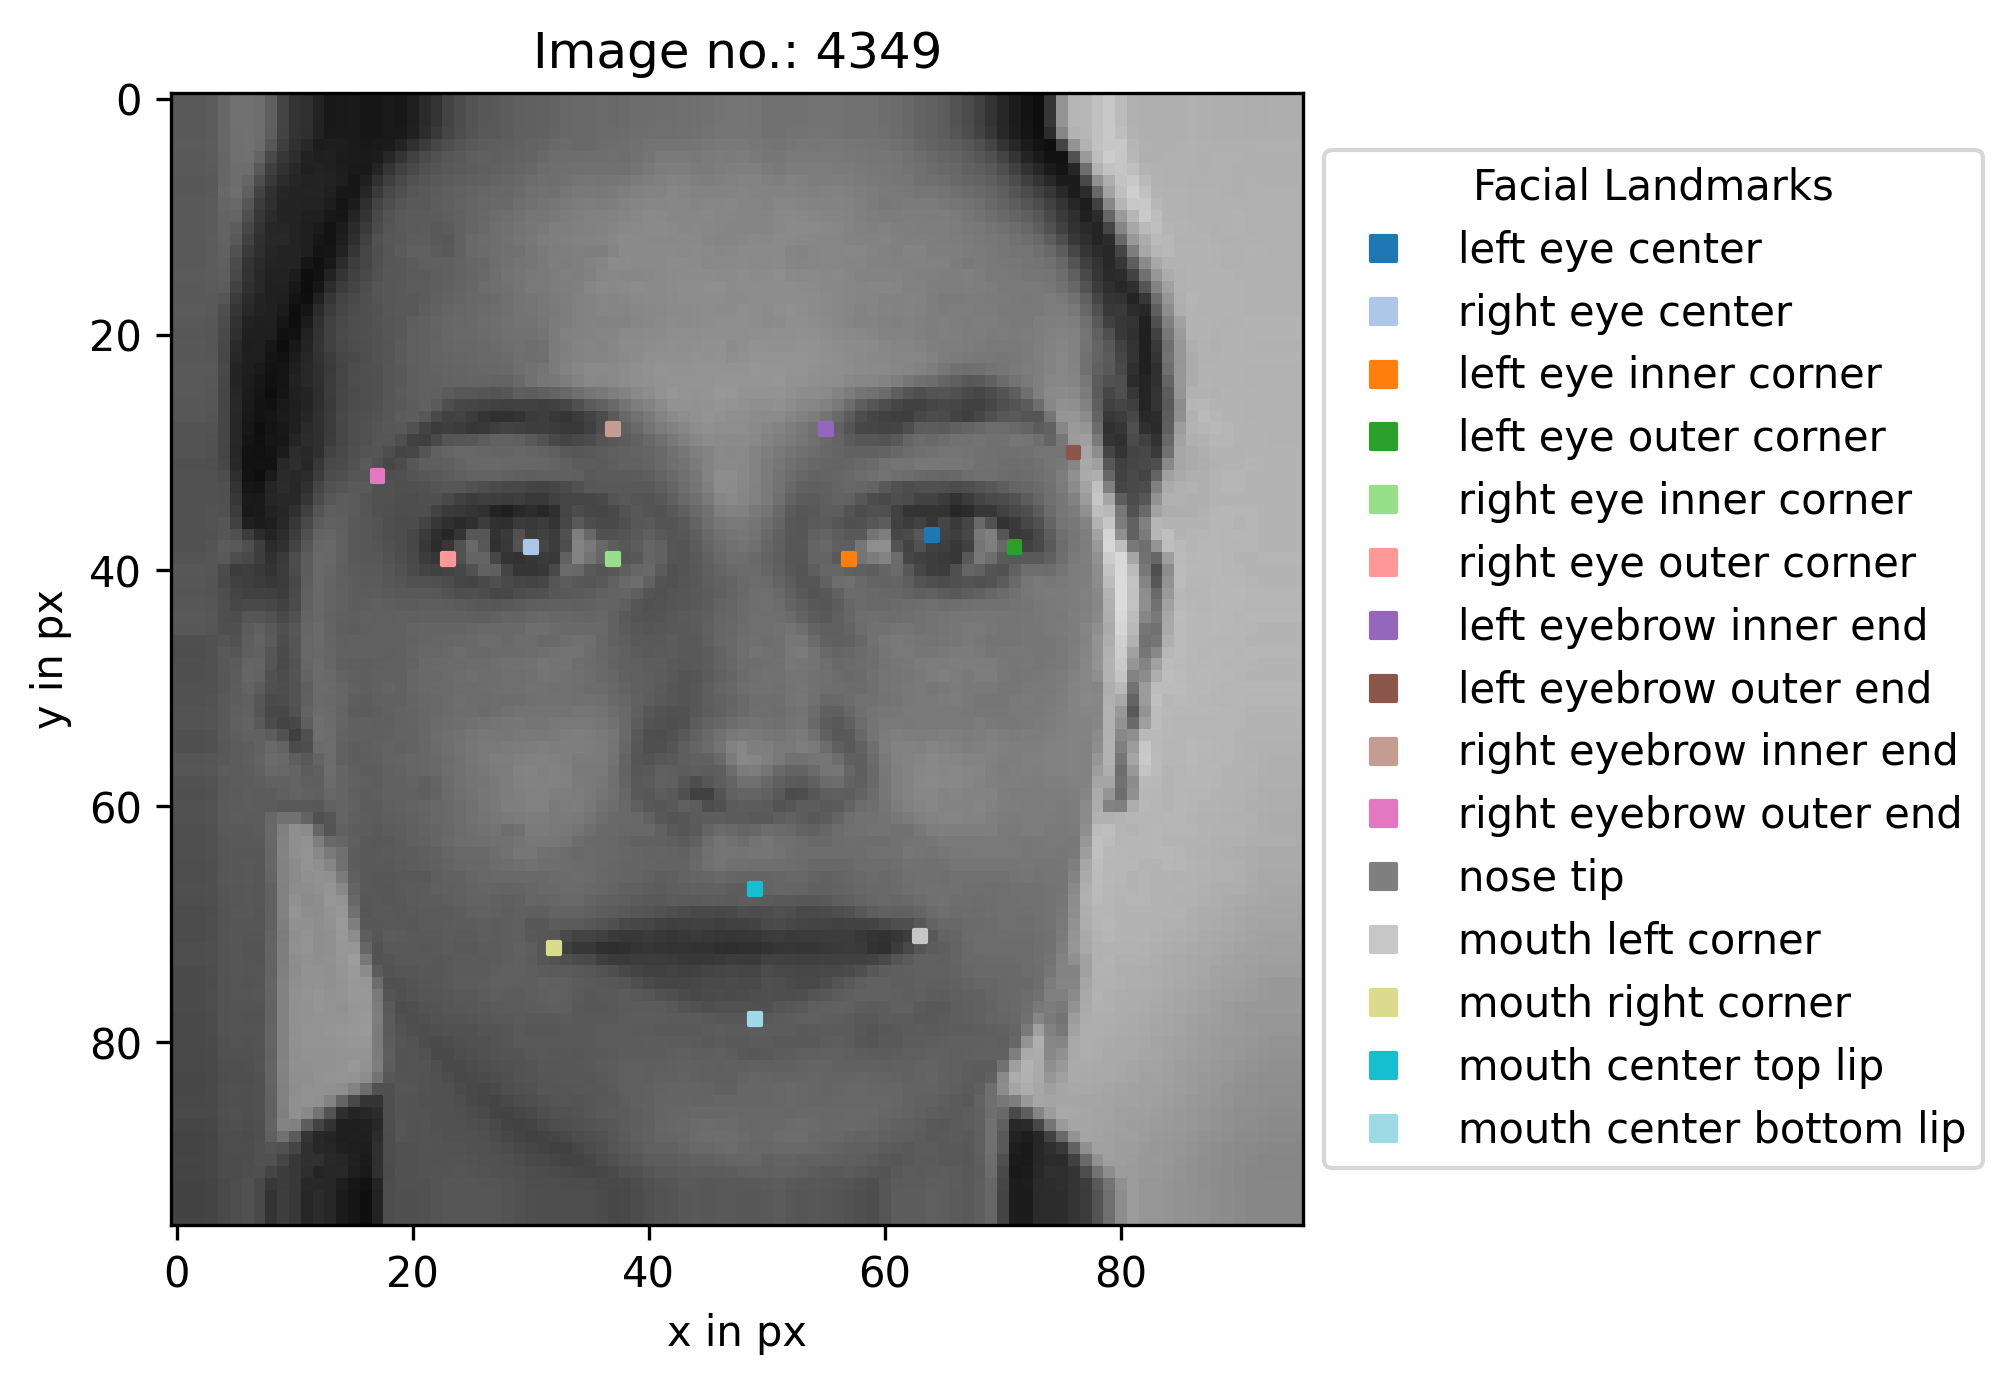 Image no.: 4349
0
20
40
60
80
y in px
0 20 40 60 80
x in px
Facial Landmarks
left eye center
right eye center
left eye inner corner
left eye outer corner
right eye inner corner
right eye outer corner
left eyebrow inner end
left eyebrow outer end
right eyebrow inner end
right eyebrow outer end
nose tip
mouth left corner
mouth right corner
mouth center top lip
mouth center bottom lip